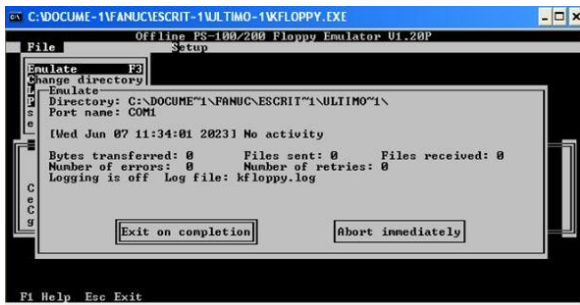 C:\DOCUME~1\FANUC\ESCRIT~1\ULTIMO~1\KFLOPPY.EXE
Offline PS-100/200 Floppy Emulator V1.20P
File Setup
Emulate F3
Change directory
L
P
s
e
Emulate
Directory: C:\DOCUME~1\FANUC\ESCRIT~1\ULTIMO~1\
Port name: COM1
[Wed Jun 07 11:34:01 2023] No activity
Bytes transferred: 0 Files sent: 0 Files received: 0
Number of errors: 0 Number of retries: 0
Logging is off Log file: kfloppy.log
C
e
C
g
Exit on completion Abort immediately
F1 Help Esc Exit